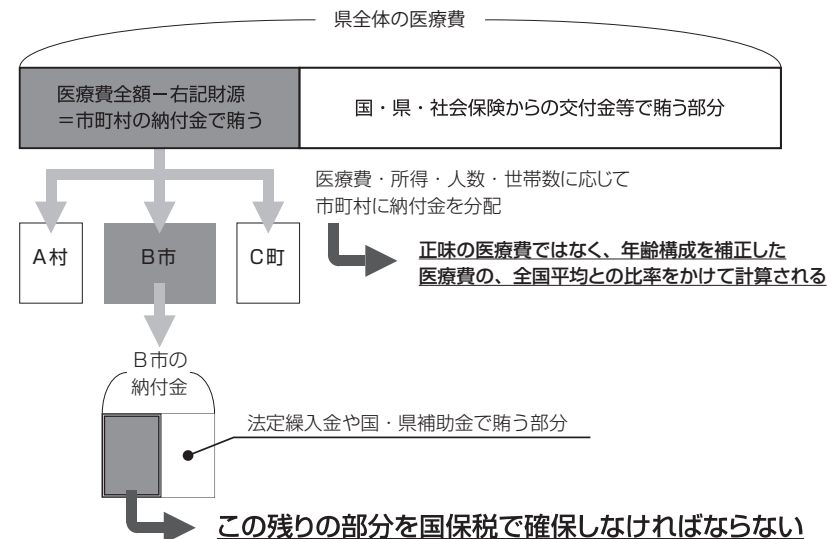 県全体の医療費
医療費全額－右記財源
＝市町村の納付金で賄う
国・県・社会保険からの交付金等で賄う部分
医療費・所得・人数・世帯数に応じて
市町村に納付金を分配
A村
B市
C町
正味の医療費ではなく、年齢構成を補正した
医療費の、全国平均との比率をかけて計算される
B市の
納付金
法定繰入金や国・県補助金で賄う部分
この残りの部分を国保税で確保しなければならない